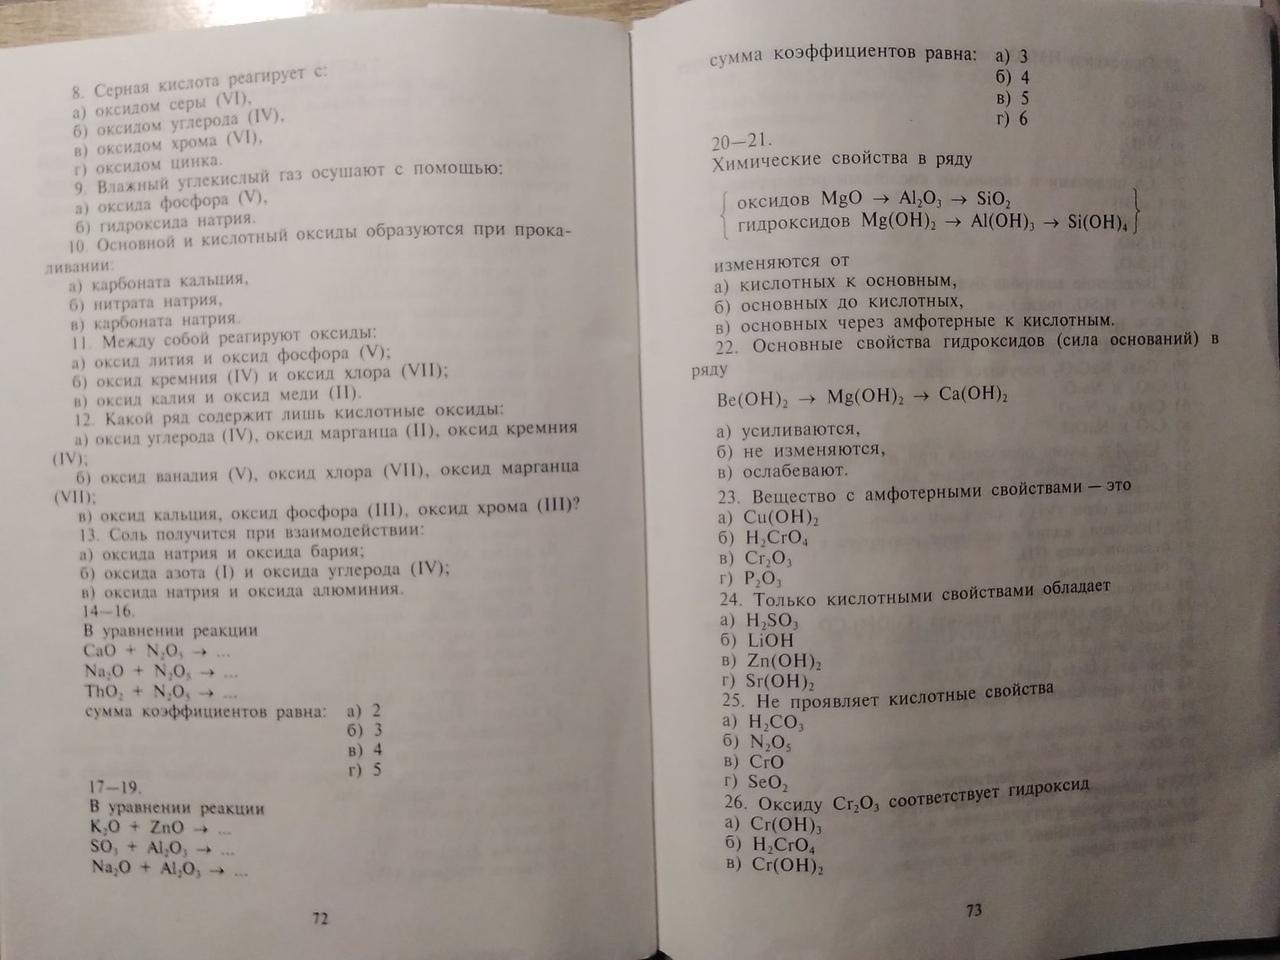 8. Серная кислота реагирует с:
а) оксидом серы (VI),
б) оксидом углерода (IV),
в) оксидом хрома (VI),
г) оксидом цинка.
9. Влажный углекислый газ осушают с помощью:
а) оксида фосфора (V),
б) гидроксида натрия.
10. Основной и кислотный оксиды образуются при прока-
ливании:
а) карбоната кальция,
б) нитрата натрия,
в) карбоната натрия.
11. Между собой реагируют оксиды:
а) оксид лития и оксид фосфора (V);
б) оксид кремния (IV) и оксид хлора (VII);
в) оксид калия и оксид меди (II).
12. Какой ряд содержит лишь кислотные оксиды:
а) оксид углерода (IV), оксид марганца (II), оксид кремния
(IV);
б) оксид ванадия (V), оксид хлора (VII), оксид марганца
(VII);
в) оксид кальция, оксид фосфора (III), оксид хрома (III)?
13. Соль получится при взаимодействии:
а) оксида натрия и оксида бария;
б) оксида азота (I) и оксида углерода (IV);
в) оксида натрия и оксида алюминия.
14—16.
В уравнении реакции
CaO + N₂O₅ → ...
Na₂O + N₂O₅ → ...
ThO₂ + N₂O₅ → ...
сумма коэффициентов равна: а) 2
б) 3
в) 4
г) 5
17—19.
В уравнении реакции
K₂O + ZnO → ...
SO₃ + Al₂O₃ → ...
Na₂O + Al₂O₃ → ...
72
сумма коэффициентов равна: а) 3
б) 4
в) 5
г) 6
20—21.
Химические свойства в ряду
оксидов MgO → Al₂O₃ → SiO₂
гидроксидов Mg(OH)₂ → Al(OH)₃ → Si(OH)₄
изменяются от
а) кислотных к основным,
б) основных до кислотных,
в) основных через амфотерные к кислотным.
22. Основные свойства гидроксидов (сила оснований) в
ряду
Be(OH)₂ → Mg(OH)₂ → Ca(OH)₂
а) усиливаются,
б) не изменяются,
в) ослабевают.
23. Вещество с амфотерными свойствами — это
а) Cu(OH)₂
б) H₂CrO₄
в) Cr₂O₃
г) P₂O₃
24. Только кислотными свойствами обладает
а) H₂SO₃
б) LiOH
в) Zn(OH)₂
г) Sr(OH)₂
25. Не проявляет кислотные свойства
а) H₂CO₃
б) N₂O₅
в) CrO
г) SeO₂
26. Оксиду Cr₂O₃ соответствует гидроксид
а) Cr(OH)₃
б) H₂CrO₄
в) Cr(OH)₂
73